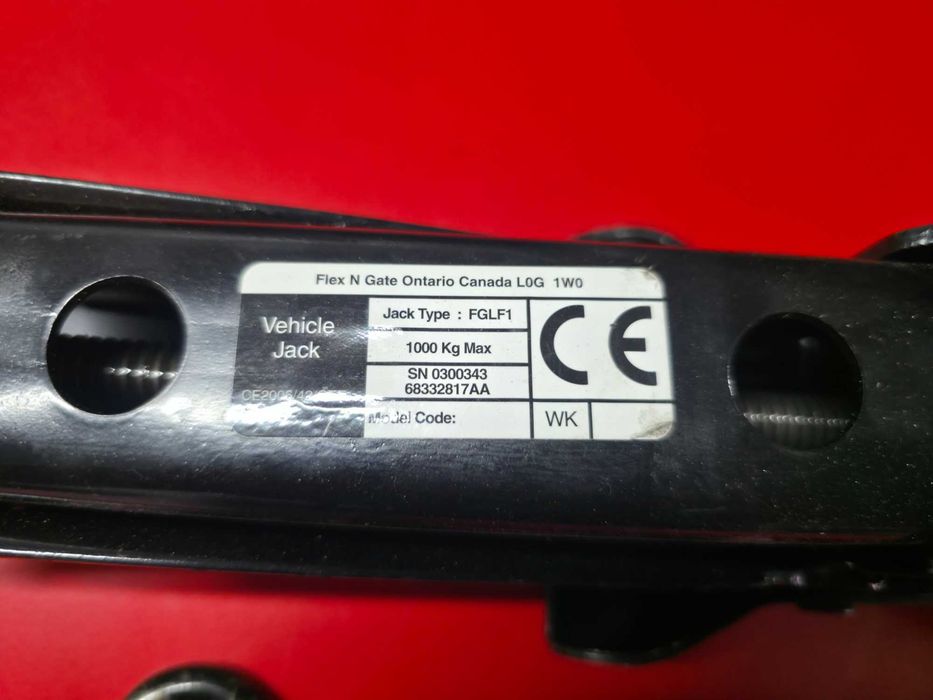 Flex N Gate Ontario Canada L0G 1W0
Vehicle
Jack
Jack Type : FGLF1
1000 Kg Max
SN 0300343
68332817AA
Model Code:
WK
CE